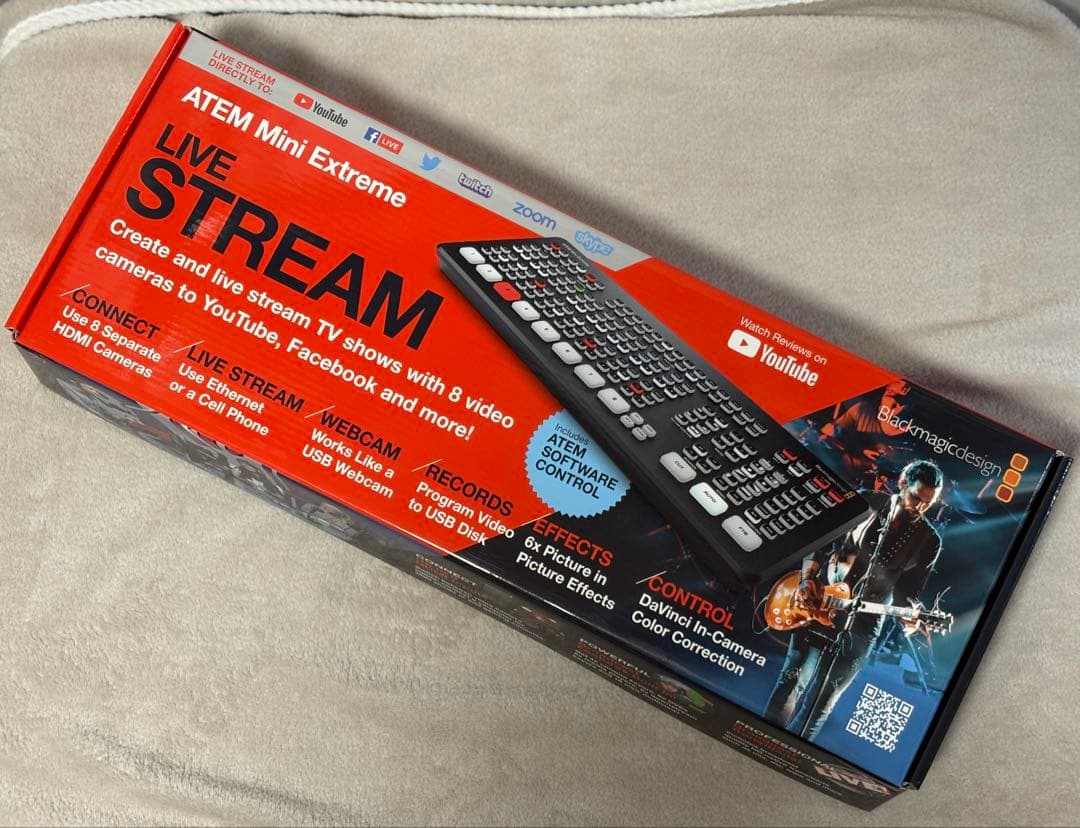 LIVE STREAM
DIRECTLY TO:
YouTube
f LIVE
twitch
zoom
skype
ATEM Mini Extreme
LIVE
STREAM
Create and live stream TV shows with 8 video
cameras to YouTube, Facebook and more!
CONNECT
Use 8 Separate
HDMI Cameras
LIVE STREAM
Use Ethernet
or a Cell Phone
WEBCAM
Works Like a
USB Webcam
RECORDS
Program Video
to USB Disk
EFFECTS
6x Picture in
Picture Effects
CONTROL
DaVinci In-Camera
Color Correction
Includes
ATEM
SOFTWARE
CONTROL
Watch Reviews on
YouTube
Blackmagicdesign
CUT
AUTO
FTB
CONNECT
POWERFUL
PROFESSIONAL